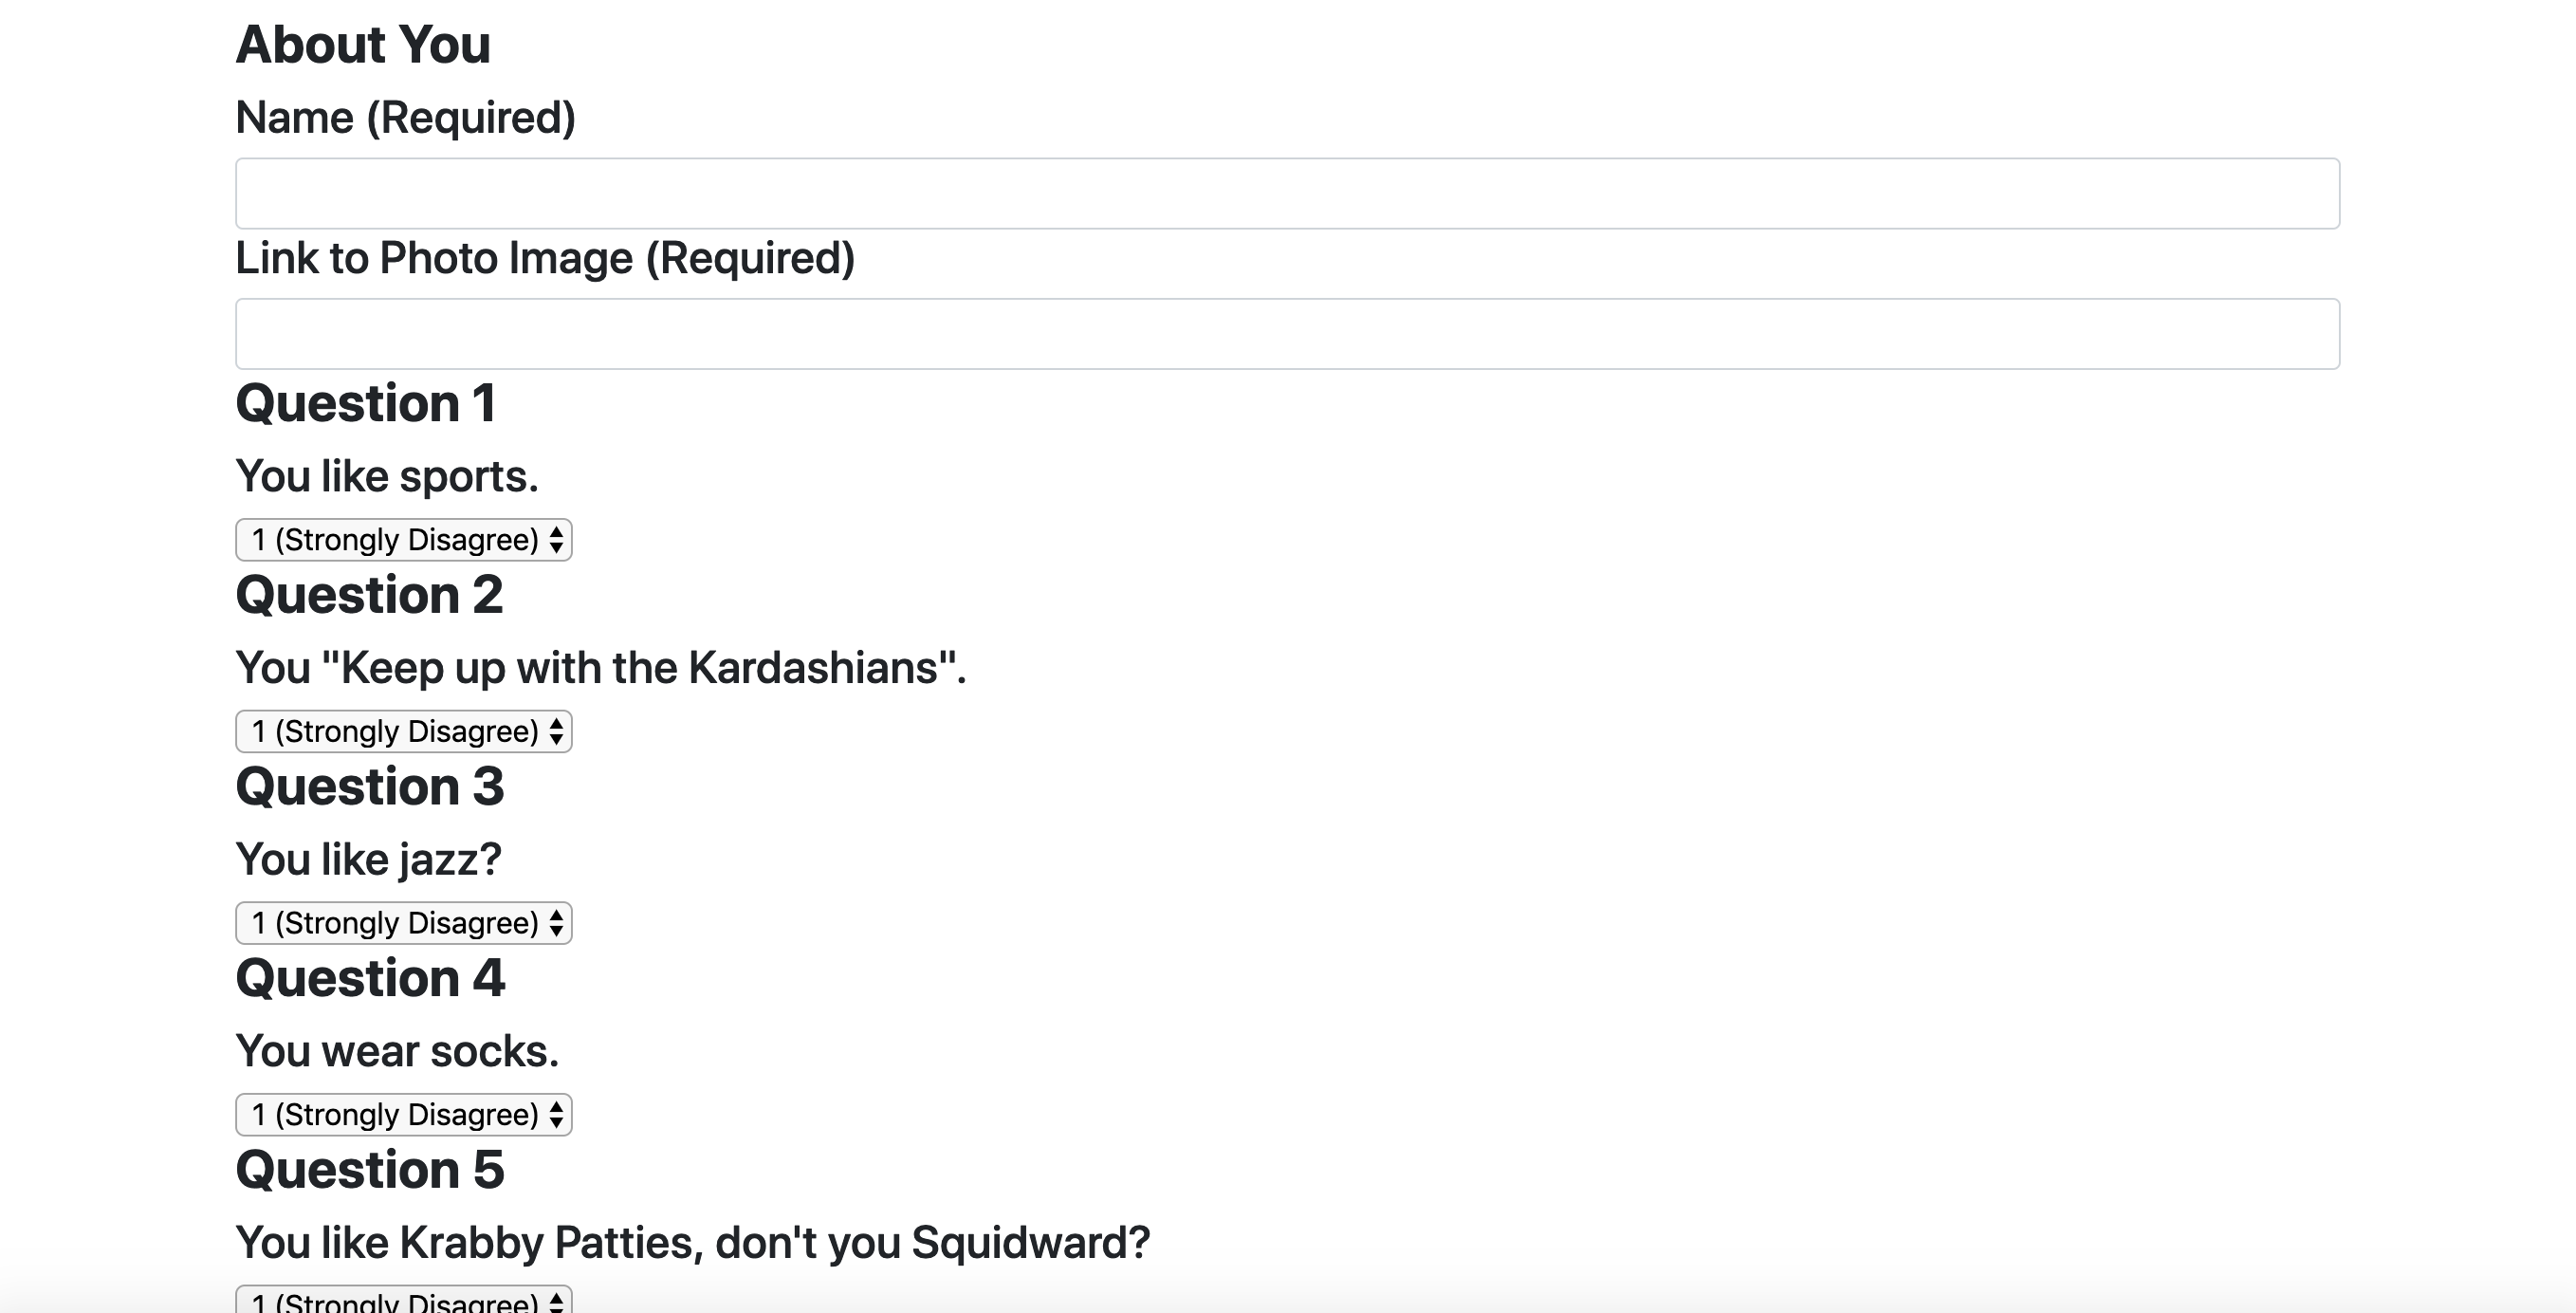 About You
Name (Required)
Link to Photo Image (Required)
Question 1
You like sports.
1 (Strongly Disagree)
Question 2
You "Keep up with the Kardashians".
1 (Strongly Disagree)
Question 3
You like jazz?
1 (Strongly Disagree)
Question 4
You wear socks.
1 (Strongly Disagree)
Question 5
You like Krabby Patties, don't you Squidward?
1 (Strongly Disagree)